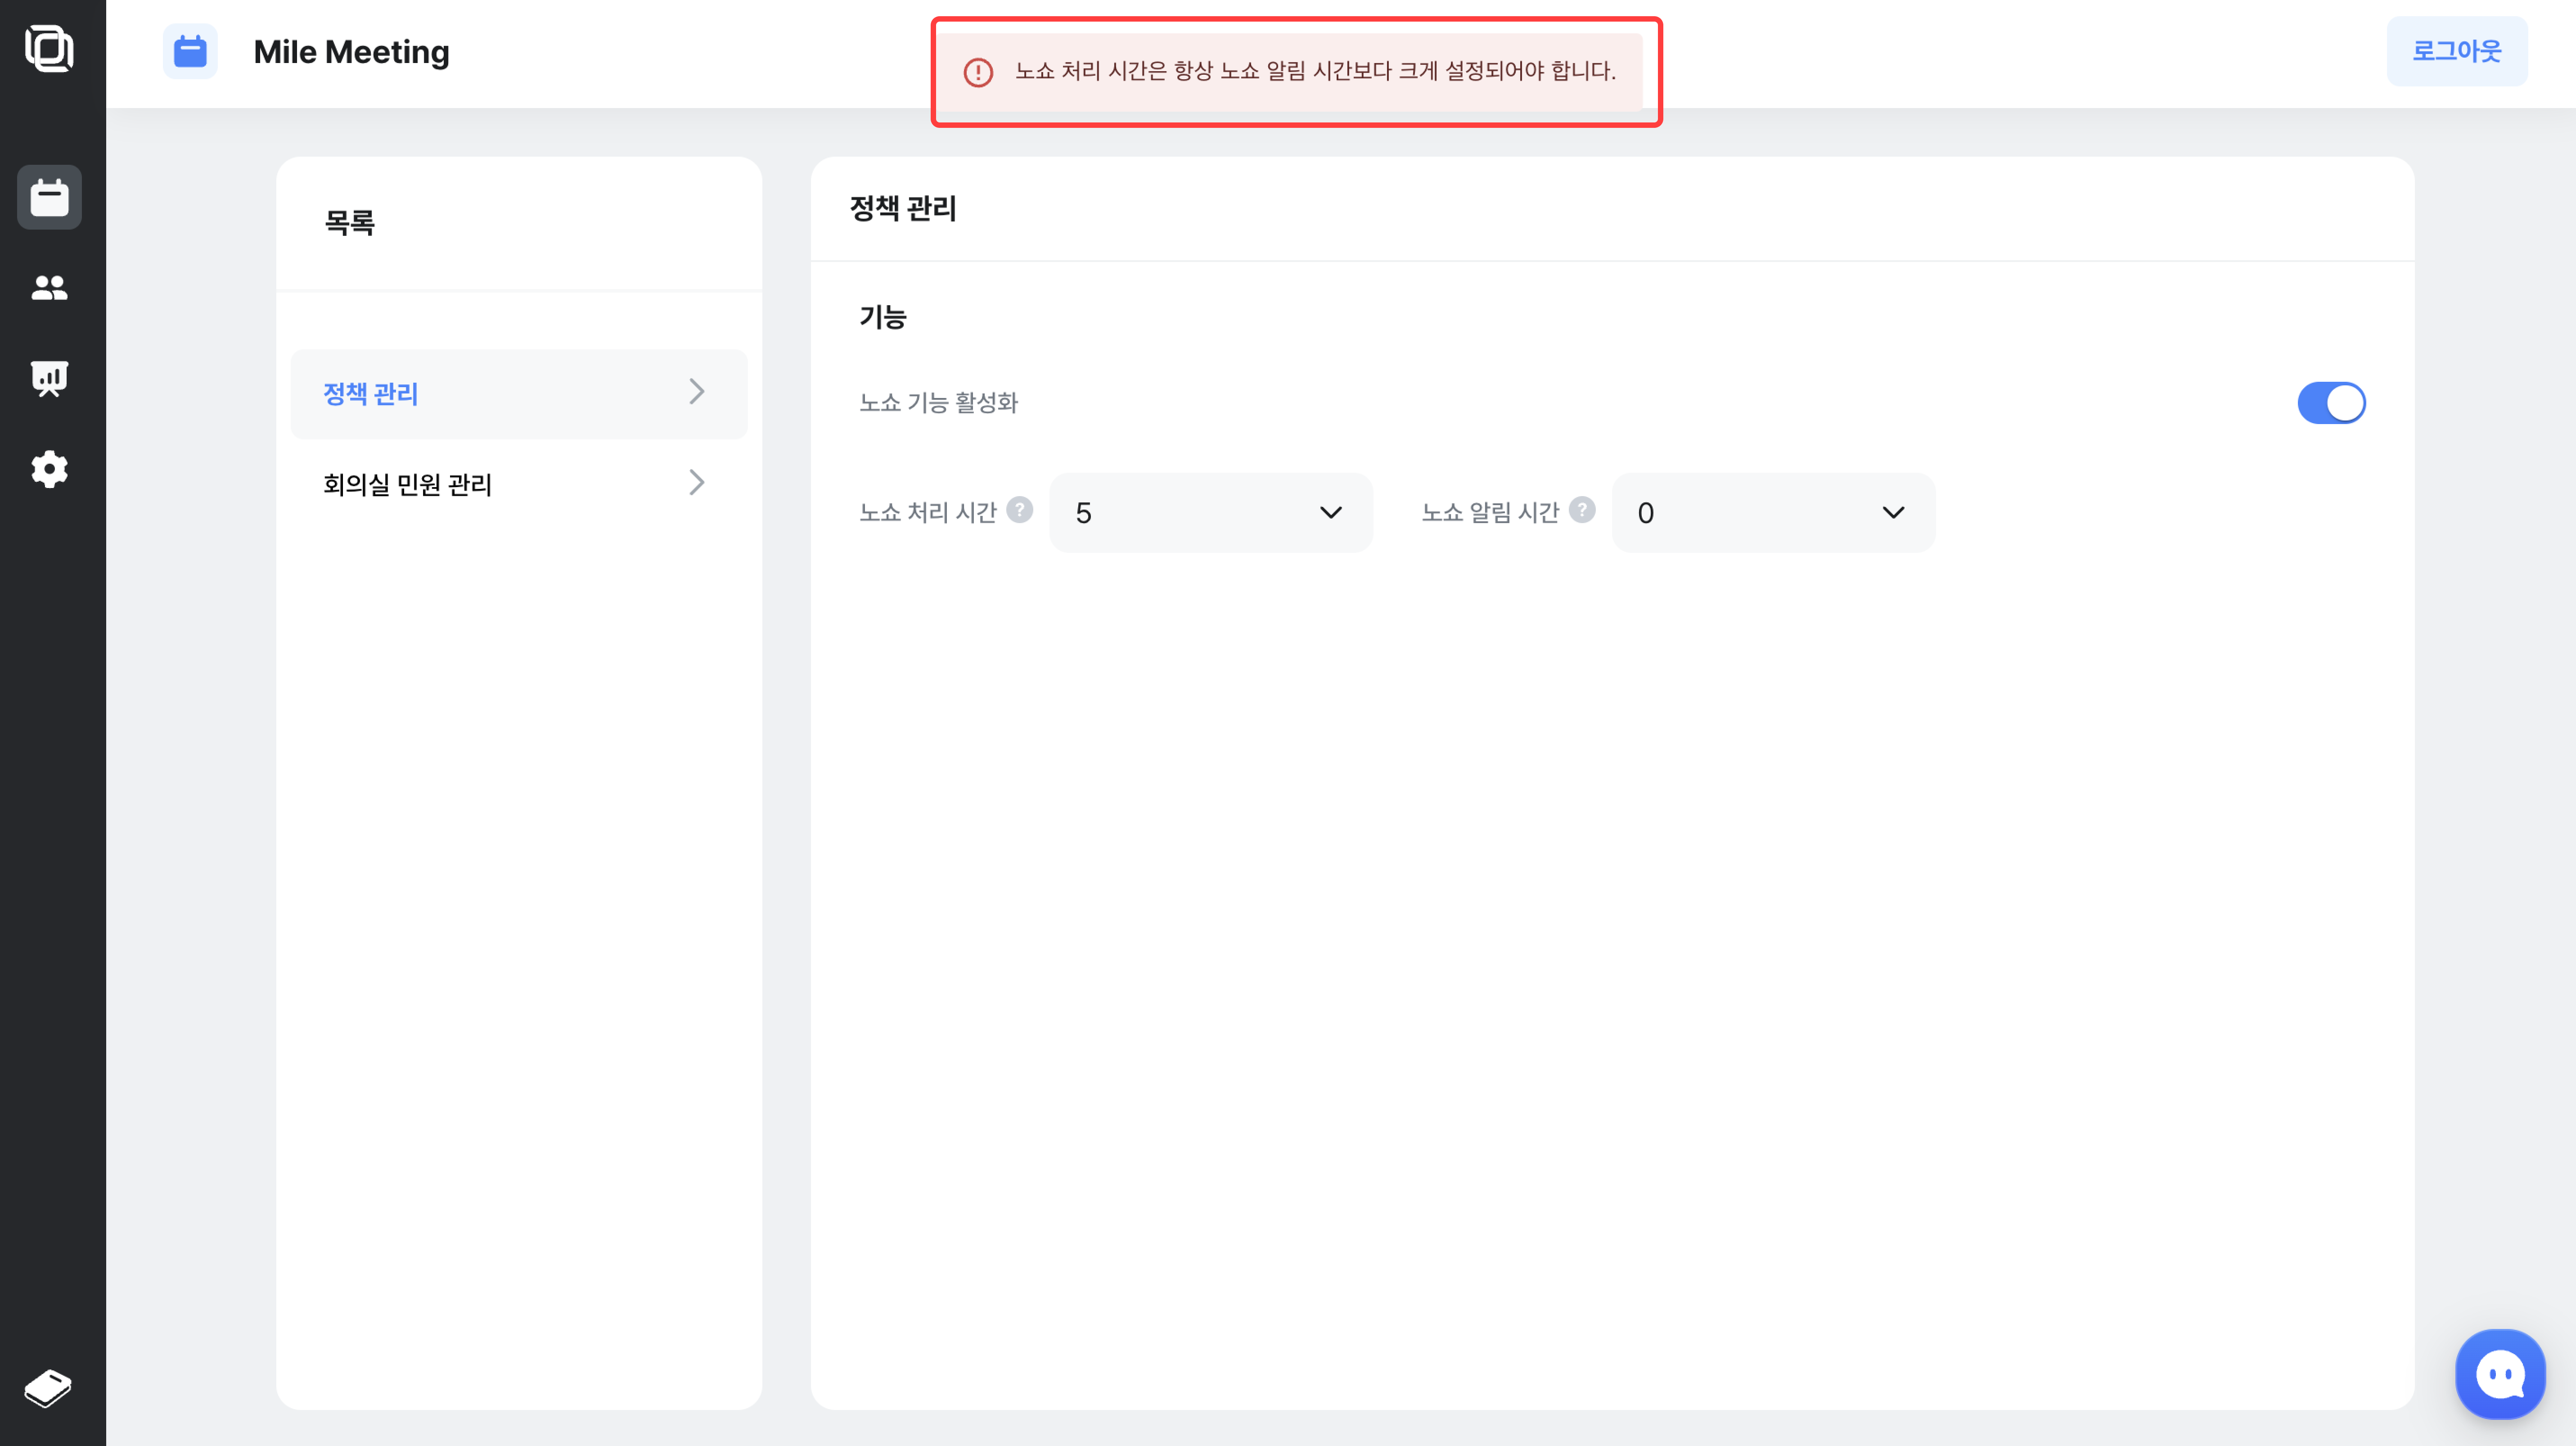 Mile Meeting
노쇼 처리 시간은 항상 노쇼 알림 시간보다 크게 설정되어야 합니다.
로그아웃
목록
정책 관리
회의실 민원 관리
정책 관리
기능
노쇼 기능 활성화
노쇼 처리 시간 ? 5
노쇼 알림 시간 ? 0